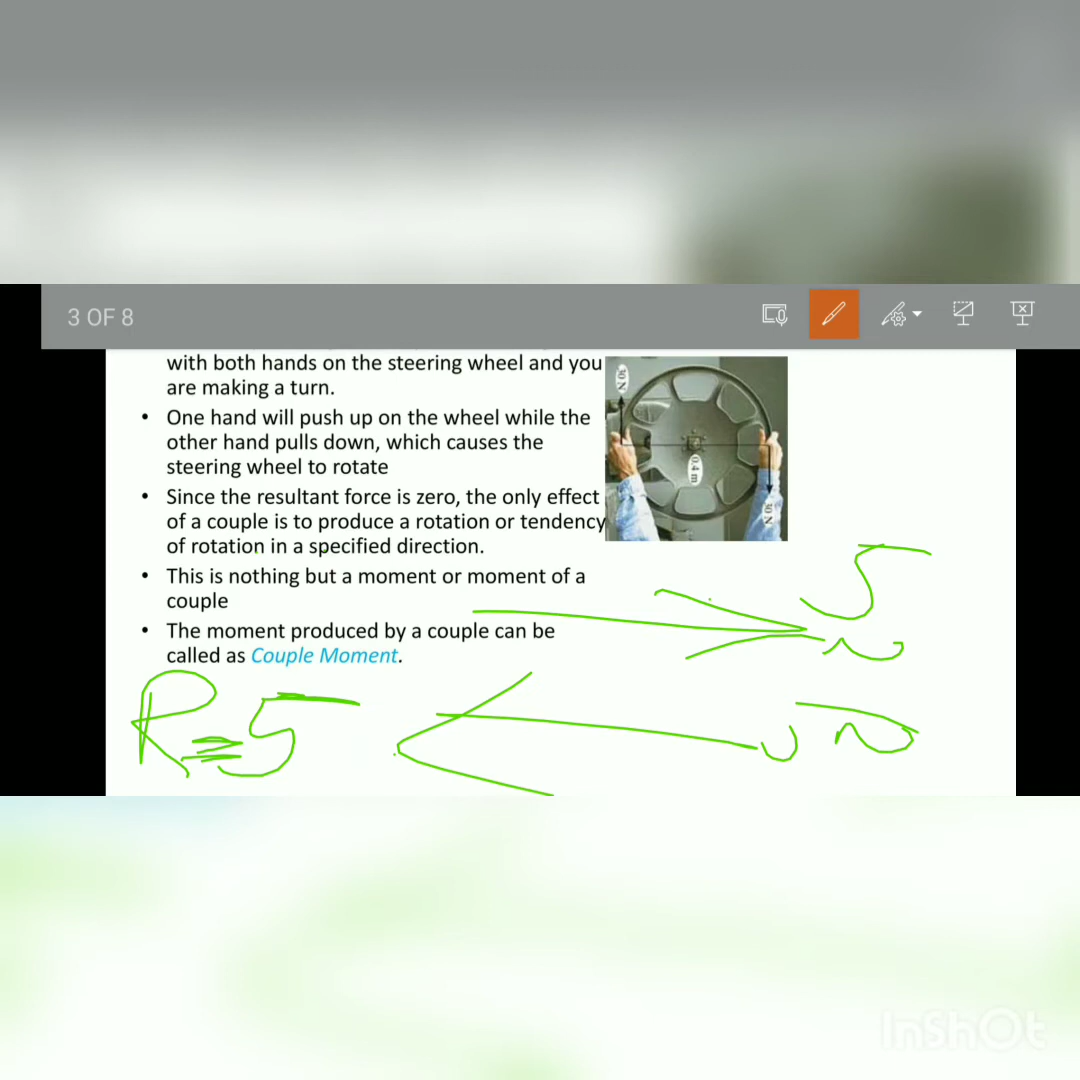 3 OF 8
with both hands on the steering wheel and you
are making a turn.
• One hand will push up on the wheel while the
other hand pulls down, which causes the
steering wheel to rotate
• Since the resultant force is zero, the only effect
of a couple is to produce a rotation or tendency
of rotation in a specified direction.
• This is nothing but a moment or moment of a
couple
• The moment produced by a couple can be
called as Couple Moment.
30 N
0.4 m
30 N
5
N
R = 5
5 N
InShOt